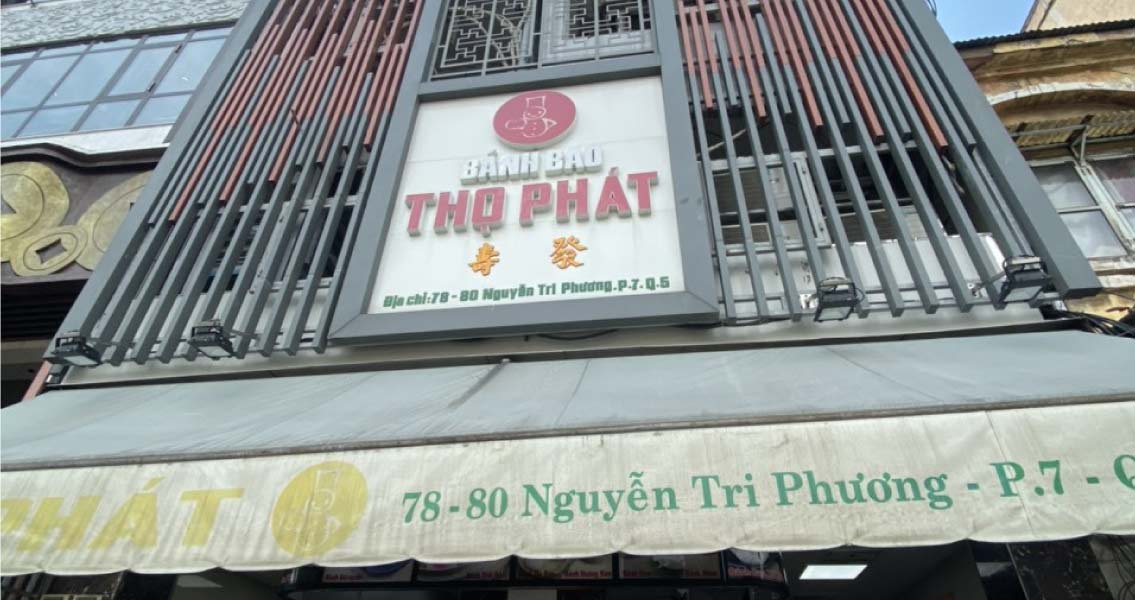 BÁNH BAO
THỌ PHÁT
壽 發
Địa chỉ:78 - 80 Nguyễn Tri Phương.P.7.Q.5
PHÁT 78 - 80 Nguyễn Tri Phương - P.7 - Q